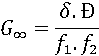 G∞ = δ. Đ / f1. f2